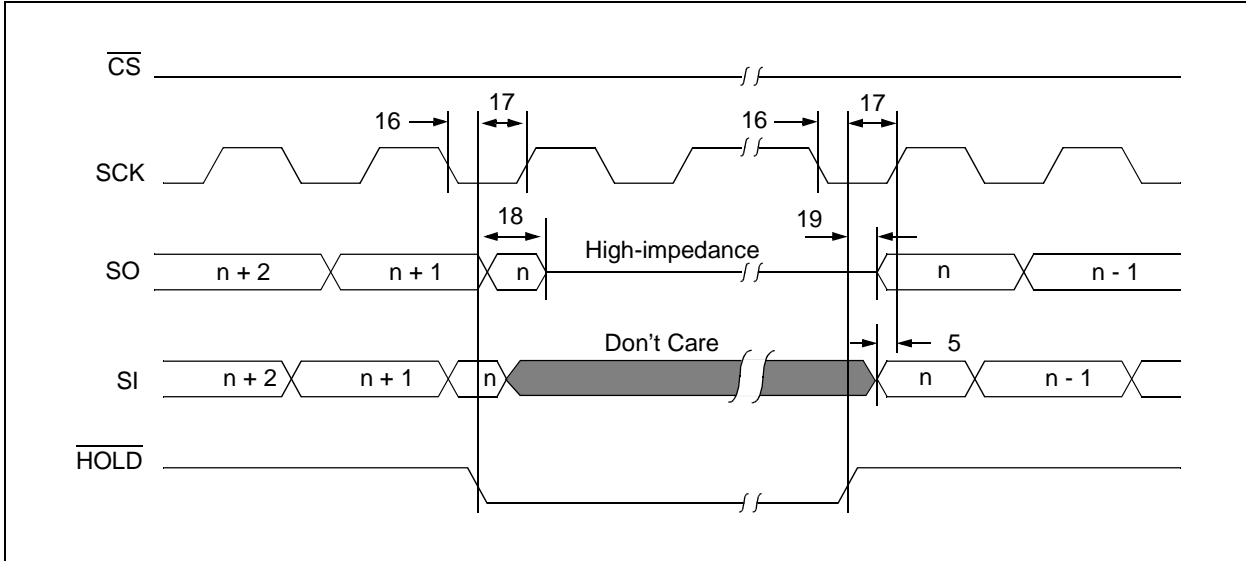 CS
17
17
16
16
SCK
18
19
High-impedance
SO
n + 2
n + 1
n
n
n - 1
Don't Care
5
SI
n + 2
n + 1
n
n
n - 1
HOLD